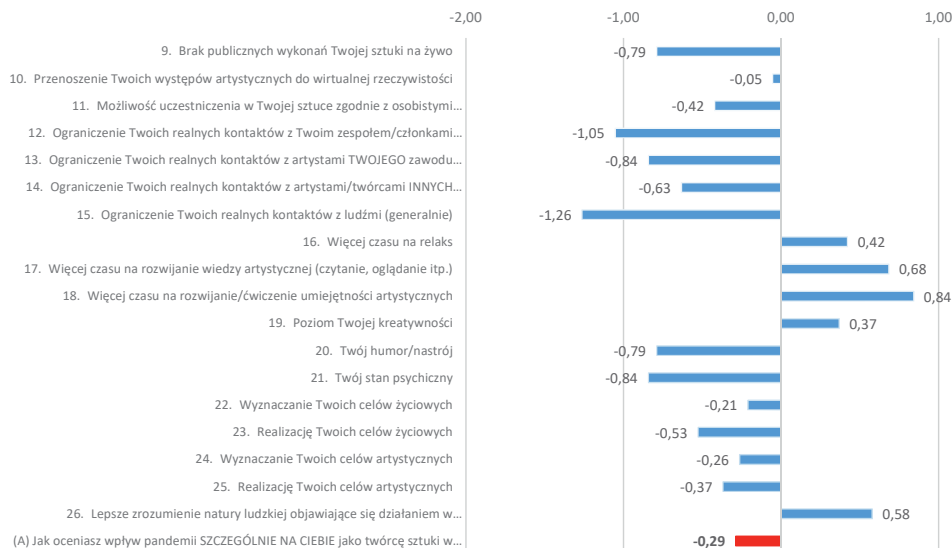 -2,00 -1,00 0,00 1,00
9. Brak publicznych wykonań Twojej sztuki na żywo -0,79
10. Przenoszenie Twoich występów artystycznych do wirtualnej rzeczywistości -0,05
11. Możliwość uczestniczenia w Twojej sztuce zgodnie z osobistymi… -0,42
12. Ograniczenie Twoich realnych kontaktów z Twoim zespołem/członkami… -1,05
13. Ograniczenie Twoich realnych kontaktów z artystami TWOJEGO zawodu… -0,84
14. Ograniczenie Twoich realnych kontaktów z artystami/twórcami INNYCH… -0,63
15. Ograniczenie Twoich realnych kontaktów z ludźmi (generalnie) -1,26
16. Więcej czasu na relaks 0,42
17. Więcej czasu na rozwijanie wiedzy artystycznej (czytanie, oglądanie itp.) 0,68
18. Więcej czasu na rozwijanie/ćwiczenie umiejętności artystycznych 0,84
19. Poziom Twojej kreatywności 0,37
20. Twój humor/nastrój -0,79
21. Twój stan psychiczny -0,84
22. Wyznaczanie Twoich celów życiowych -0,21
23. Realizację Twoich celów życiowych -0,53
24. Wyznaczanie Twoich celów artystycznych -0,26
25. Realizację Twoich celów artystycznych -0,37
26. Lepsze zrozumienie natury ludzkiej objawiające się działaniem w… 0,58
(A) Jak oceniasz wpływ pandemii SZCZEGÓLNIE NA CIEBIE jako twórcę sztuki w… -0,29